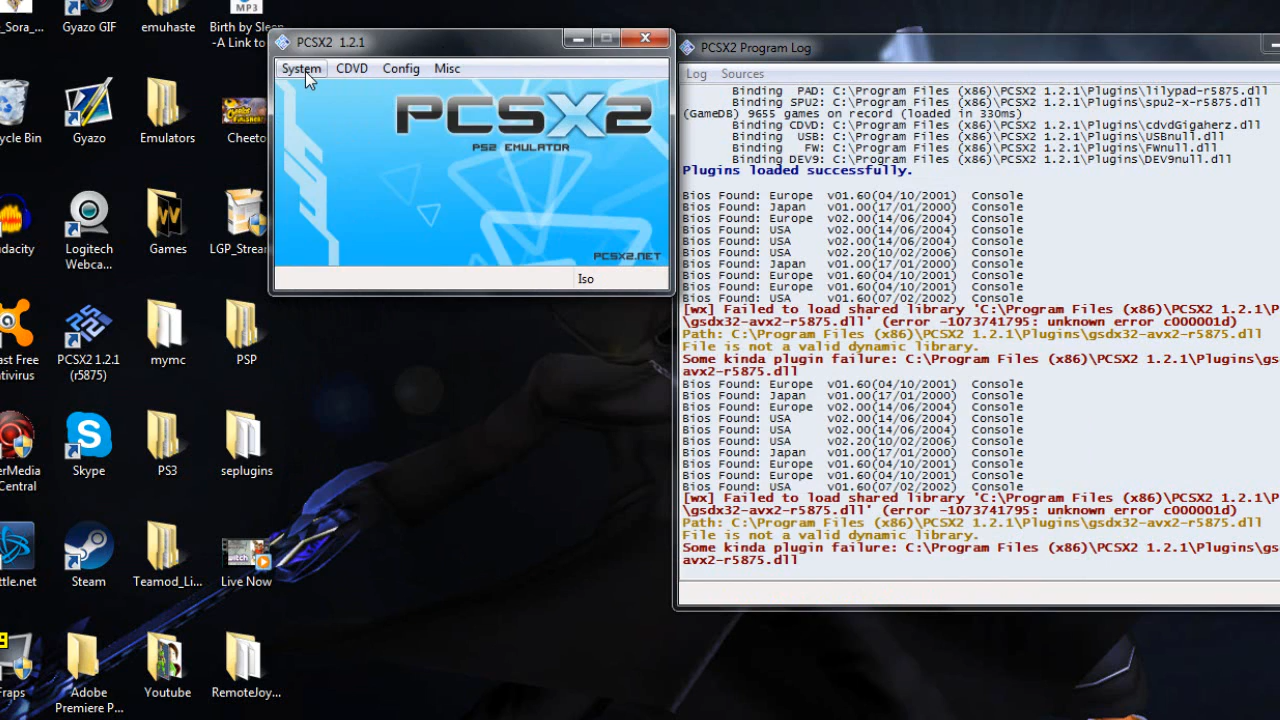 _Sora_...
Gyazo GIF
emuhaste
MP3
Birth by Sleep
-A Link to
ycle Bin
Gyazo
Emulators
Cheeto
dacity
Logitech
Webca...
Games
LGP_Strea
ast Free
ntivirus
PCSX2 1.2.1
(r5875)
mymc
PSP
erMedia
Central
Skype
PS3
seplugins
ttle.net
Steam
Teamod_Li...
Live Now
Fraps
Adobe
Premiere P...
Youtube
RemoteJoy...
PCSX2 1.2.1
System CDVD Config Misc
PCSX2
PS2 EMULATOR
PCSX2.NET
Iso
PCSX2 Program Log
Log Sources
Binding PAD: C:\Program Files (x86)\PCSX2 1.2.1\Plugins\lilypad-r5875.dll
Binding SPU2: C:\Program Files (x86)\PCSX2 1.2.1\Plugins\spu2-x-r5875.dll
(GameDB) 9655 games on record (loaded in 330ms)
Binding CDVD: C:\Program Files (x86)\PCSX2 1.2.1\Plugins\cdvdGigaherz.dll
Binding USB: C:\Program Files (x86)\PCSX2 1.2.1\Plugins\USBnull.dll
Binding FW: C:\Program Files (x86)\PCSX2 1.2.1\Plugins\FWnull.dll
Binding DEV9: C:\Program Files (x86)\PCSX2 1.2.1\Plugins\DEV9null.dll
Plugins loaded successfully.
Bios Found: Europe v01.60(04/10/2001) Console
Bios Found: Japan v01.00(17/01/2000) Console
Bios Found: Europe v02.00(14/06/2004) Console
Bios Found: USA v02.00(14/06/2004) Console
Bios Found: USA v02.00(14/06/2004) Console
Bios Found: USA v02.20(10/02/2006) Console
Bios Found: Japan v01.00(17/01/2000) Console
Bios Found: Europe v01.60(04/10/2001) Console
Bios Found: Europe v01.60(04/10/2001) Console
Bios Found: USA v01.60(07/02/2002) Console
[wx] Failed to load shared library 'C:\Program Files (x86)\PCSX2 1.2.1\P
\gsdx32-avx2-r5875.dll' (error -1073741795: unknown error c000001d)
Path: C:\Program Files (x86)\PCSX2 1.2.1\Plugins\gsdx32-avx2-r5875.dll
File is not a valid dynamic library.
Some kinda plugin failure: C:\Program Files (x86)\PCSX2 1.2.1\Plugins\gs
avx2-r5875.dll
Bios Found: Europe v01.60(04/10/2001) Console
Bios Found: Japan v01.00(17/01/2000) Console
Bios Found: Europe v02.00(14/06/2004) Console
Bios Found: USA v02.00(14/06/2004) Console
Bios Found: USA v02.00(14/06/2004) Console
Bios Found: USA v02.20(10/02/2006) Console
Bios Found: Japan v01.00(17/01/2000) Console
Bios Found: Europe v01.60(04/10/2001) Console
Bios Found: Europe v01.60(04/10/2001) Console
Bios Found: USA v01.60(07/02/2002) Console
[wx] Failed to load shared library 'C:\Program Files (x86)\PCSX2 1.2.1\P
\gsdx32-avx2-r5875.dll' (error -1073741795: unknown error c000001d)
Path: C:\Program Files (x86)\PCSX2 1.2.1\Plugins\gsdx32-avx2-r5875.dll
File is not a valid dynamic library.
Some kinda plugin failure: C:\Program Files (x86)\PCSX2 1.2.1\Plugins\gs
avx2-r5875.dll